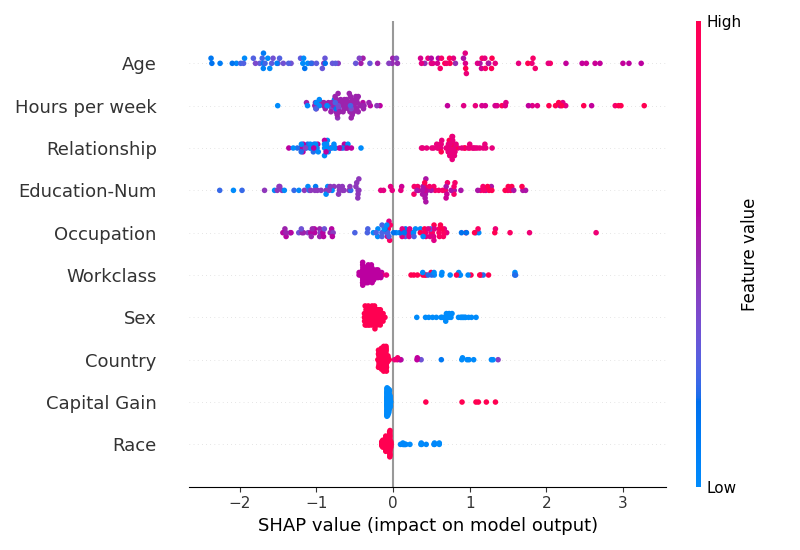 High
Age
Hours per week
Relationship
Education-Num
Occupation
Workclass
Sex
Country
Capital Gain
Race
Feature value
Low
−2 −1 0 1 2 3
SHAP value (impact on model output)